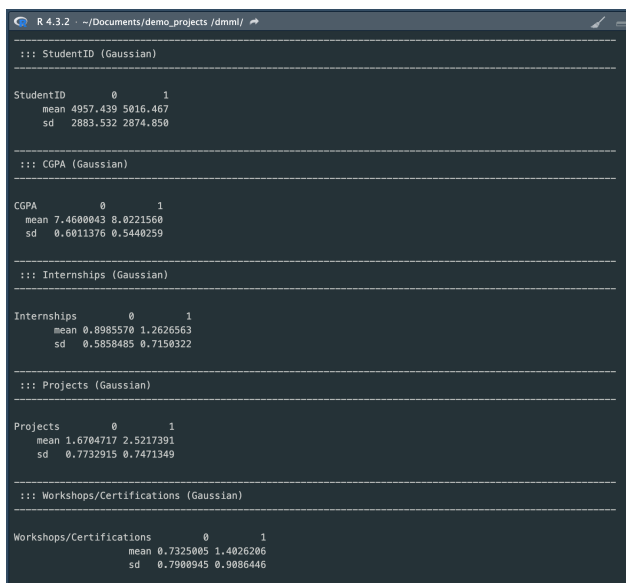 R 4.3.2 · ~/Documents/demo_projects /dmml/
::: StudentID (Gaussian)
StudentID 0 1
mean 4957.439 5016.467
sd 2883.532 2874.850
::: CGPA (Gaussian)
CGPA 0 1
mean 7.4600043 8.0221560
sd 0.6011376 0.5440259
::: Internships (Gaussian)
Internships 0 1
mean 0.8985570 1.2626563
sd 0.5858485 0.7150322
::: Projects (Gaussian)
Projects 0 1
mean 1.6704717 2.5217391
sd 0.7732915 0.7471349
::: Workshops/Certifications (Gaussian)
Workshops/Certifications 0 1
mean 0.7325005 1.4026206
sd 0.7900945 0.9086446